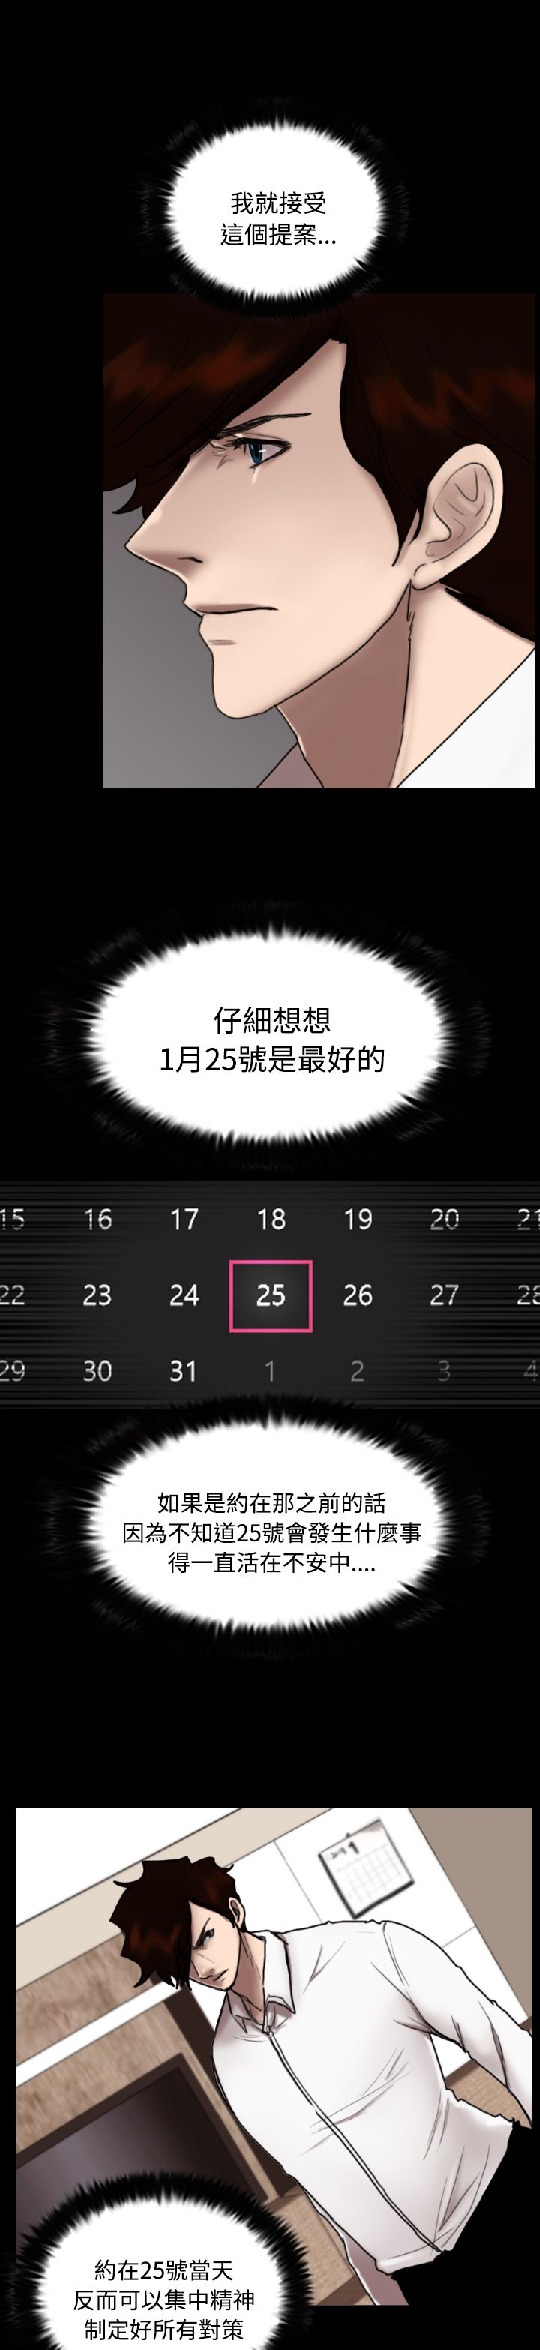 我就接受
這個提案...
仔細想想
1月25號是最好的
15 16 17 18 19 20 21
22 23 24 25 26 27 28
29 30 31 1 2 3 4
如果是約在那之前的話
因為不知道25號會發生什麼事
得一直活在不安中....
約在25號當天
反而可以集中精神
制定好所有對策